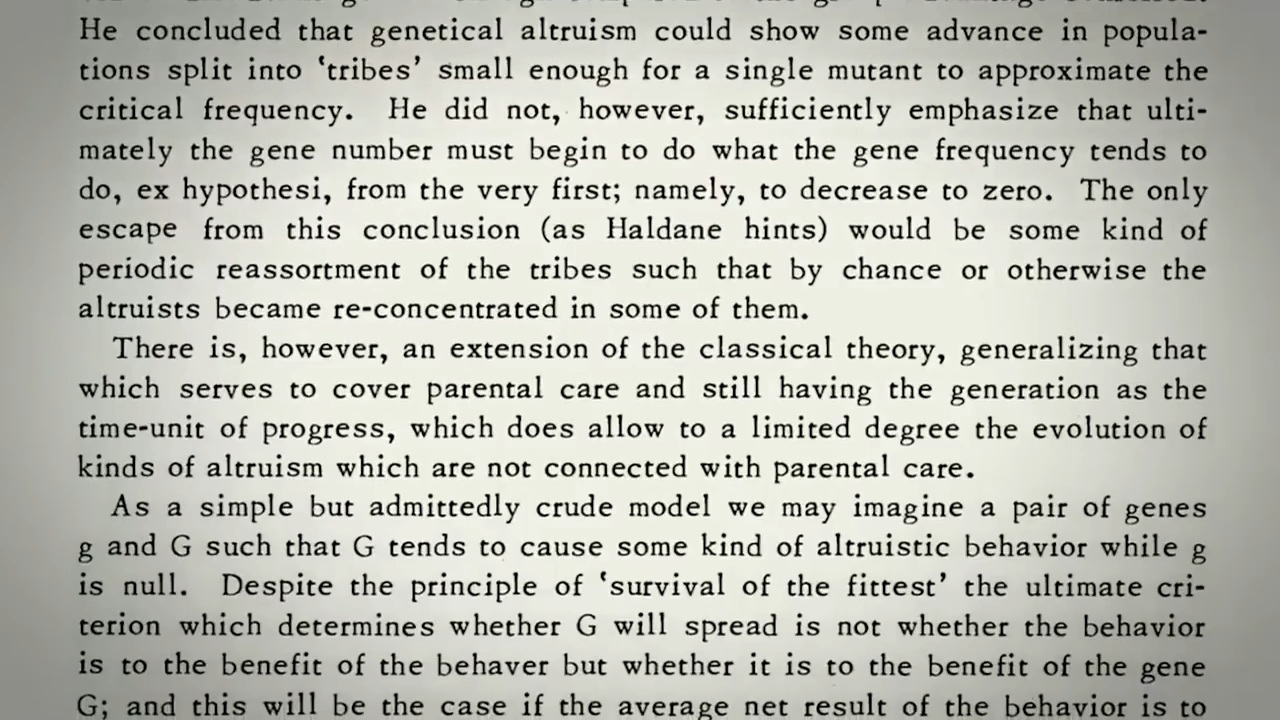 He concluded that genetical altruism could show some advance in popula-
tions split into ‘tribes’ small enough for a single mutant to approximate the
critical frequency. He did not, however, sufficiently emphasize that ulti-
mately the gene number must begin to do what the gene frequency tends to
do, ex hypothesi, from the very first; namely, to decrease to zero. The only
escape from this conclusion (as Haldane hints) would be some kind of
periodic reassortment of the tribes such that by chance or otherwise the
altruists became re-concentrated in some of them.
There is, however, an extension of the classical theory, generalizing that
which serves to cover parental care and still having the generation as the
time-unit of progress, which does allow to a limited degree the evolution of
kinds of altruism which are not connected with parental care.
As a simple but admittedly crude model we may imagine a pair of genes
g and G such that G tends to cause some kind of altruistic behavior while g
is null. Despite the principle of ‘survival of the fittest’ the ultimate cri-
terion which determines whether G will spread is not whether the behavior
is to the benefit of the behaver but whether it is to the benefit of the gene
G; and this will be the case if the average net result of the behavior is to